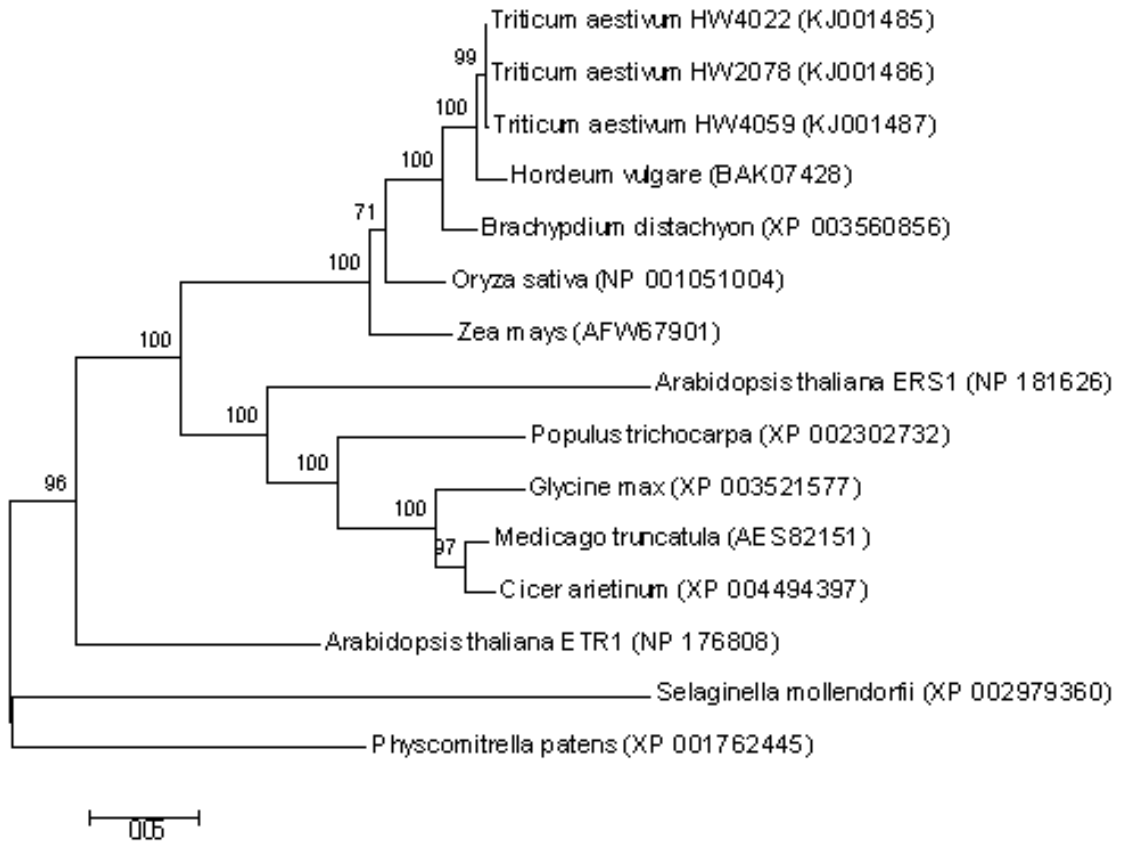 Triticum aestivum HW4022 (KJ001485)
99
Triticum aestivum HW2078 (KJ001486)
100
Triticum aestivum HW4059 (KJ001487)
100
Hordeum vulgare (BAK07428)
71
Brachypdium distachyon (XP 003560856)
100
Oryza sativa (NP 001051004)
100
Zea mays (AFW67901)
100
Arabidopsis thaliana ERS1 (NP 181626)
100
Populus trichocarpa (XP 002302732)
96
Glycine max (XP 003521577)
100
97
Medicago truncatula (AES82151)
Cicer arietinum (XP 004494397)
Arabidopsis thaliana ETR1 (NP 176808)
Selaginella mollendorfii (XP 002979360)
Physcomitrella patens (XP 001762445)
0.05